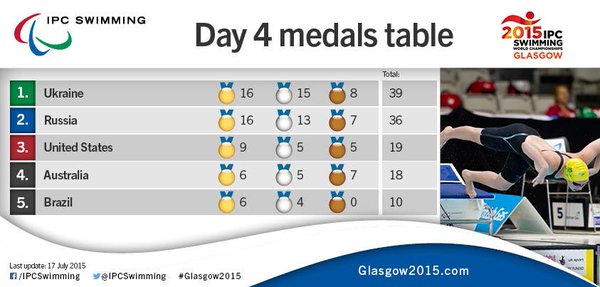 IPC SWIMMING
Day 4 medals table
2015 IPC
SWIMMING
WORLD CHAMPIONSHIPS
GLASGOW
Total:
1. Ukraine 16 15 8 39
2. Russia 16 13 7 36
3. United States 9 5 5 19
4. Australia 6 5 7 18
5. Brazil 6 4 0 10
Last update: 17 July 2015
/IPCSwimming @IPCSwimming #Glasgow2015
Glasgow2015.com